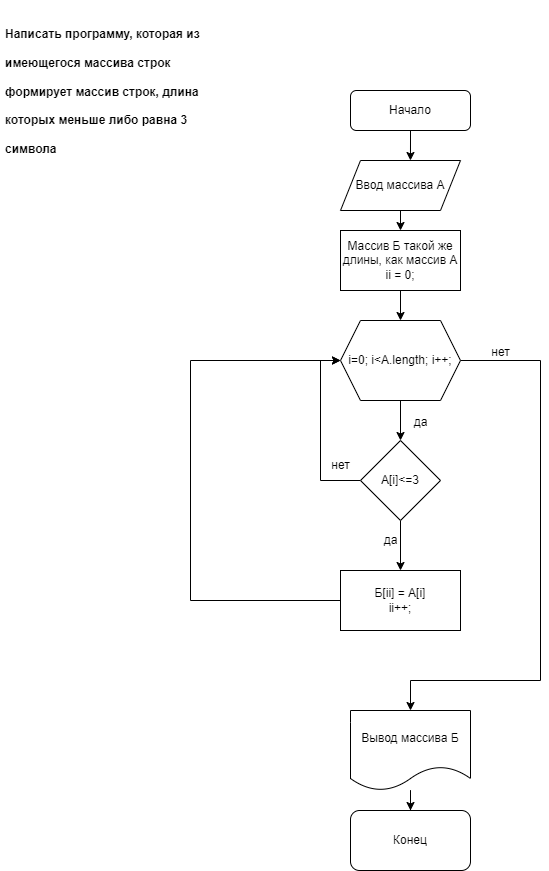 Написать программу, которая из
имеющегося массива строк
формирует массив строк, длина
которых меньше либо равна 3
символа
Начало
Ввод массива А
Массив Б такой же
длины, как массив А
ii = 0;
i=0; i<A.length; i++;
нет
да
A[i]<=3
нет
да
Б[ii] = A[i]
ii++;
Вывод массива Б
Конец